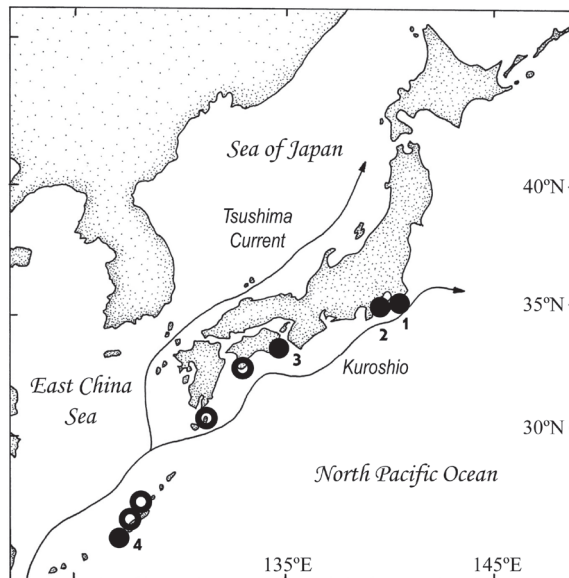 Sea of Japan
40ºN
Tsushima
Current
35ºN
1
2
3
Kuroshio
East China
Sea
30ºN
North Pacific Ocean
4
135ºE
145ºE